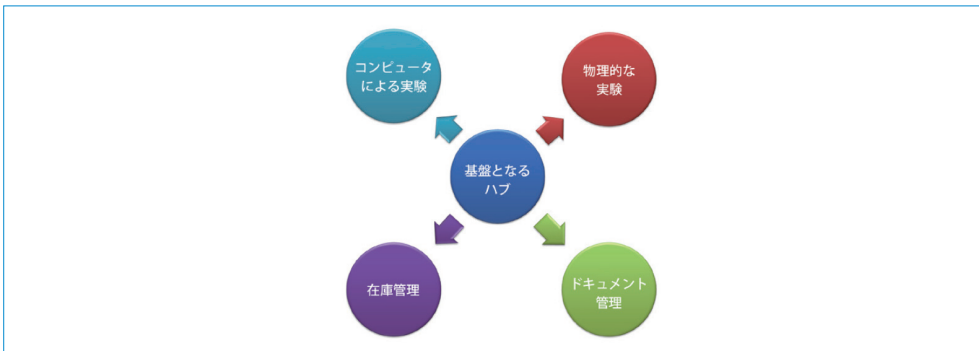 コンピュータ
による実験
物理的な
実験
基盤となる
ハブ
在庫管理
ドキュメント
管理